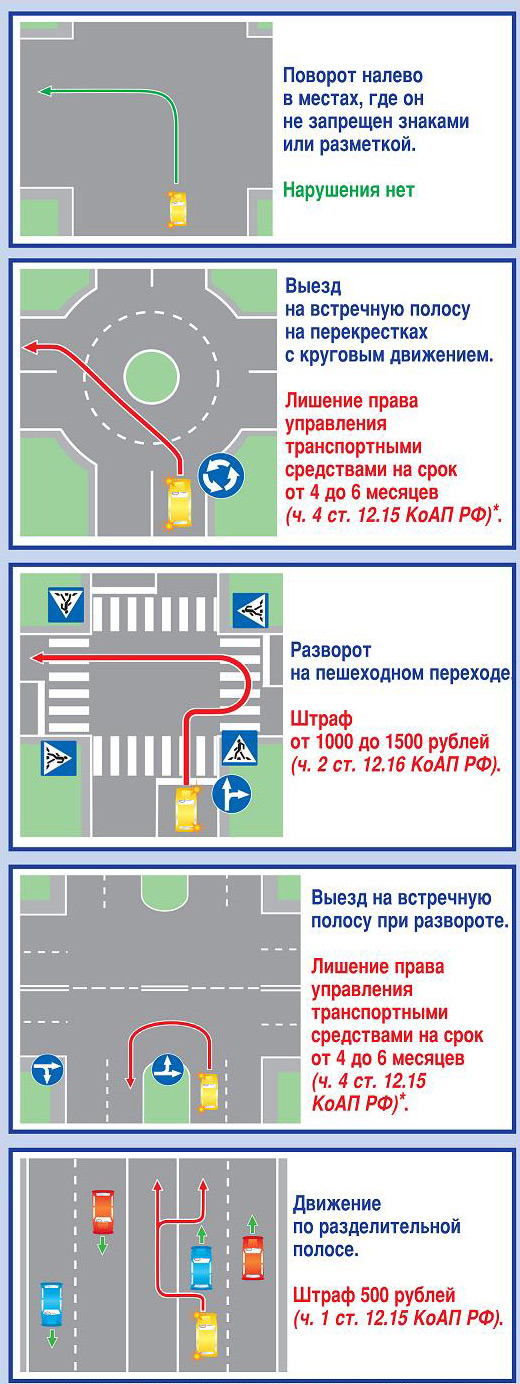 Поворот налево
в местах, где он
не запрещен знаками
или разметкой.
Нарушения нет
Выезд
на встречную полосу
на перекрестках
с круговым движением.
Лишение права
управления
транспортными
средствами на срок
от 4 до 6 месяцев
(ч. 4 ст. 12.15 КоАП РФ)*.
Разворот
на пешеходном переходе.
Штраф
от 1000 до 1500 рублей
(ч. 2 ст. 12.16 КоАП РФ).
Выезд на встречную
полосу при развороте.
Лишение права
управления
транспортными
средствами на срок
от 4 до 6 месяцев
(ч. 4 ст. 12.15
КоАП РФ)*.
Движение
по разделительной
полосе.
Штраф 500 рублей
(ч. 1 ст. 12.15 КоАП РФ).